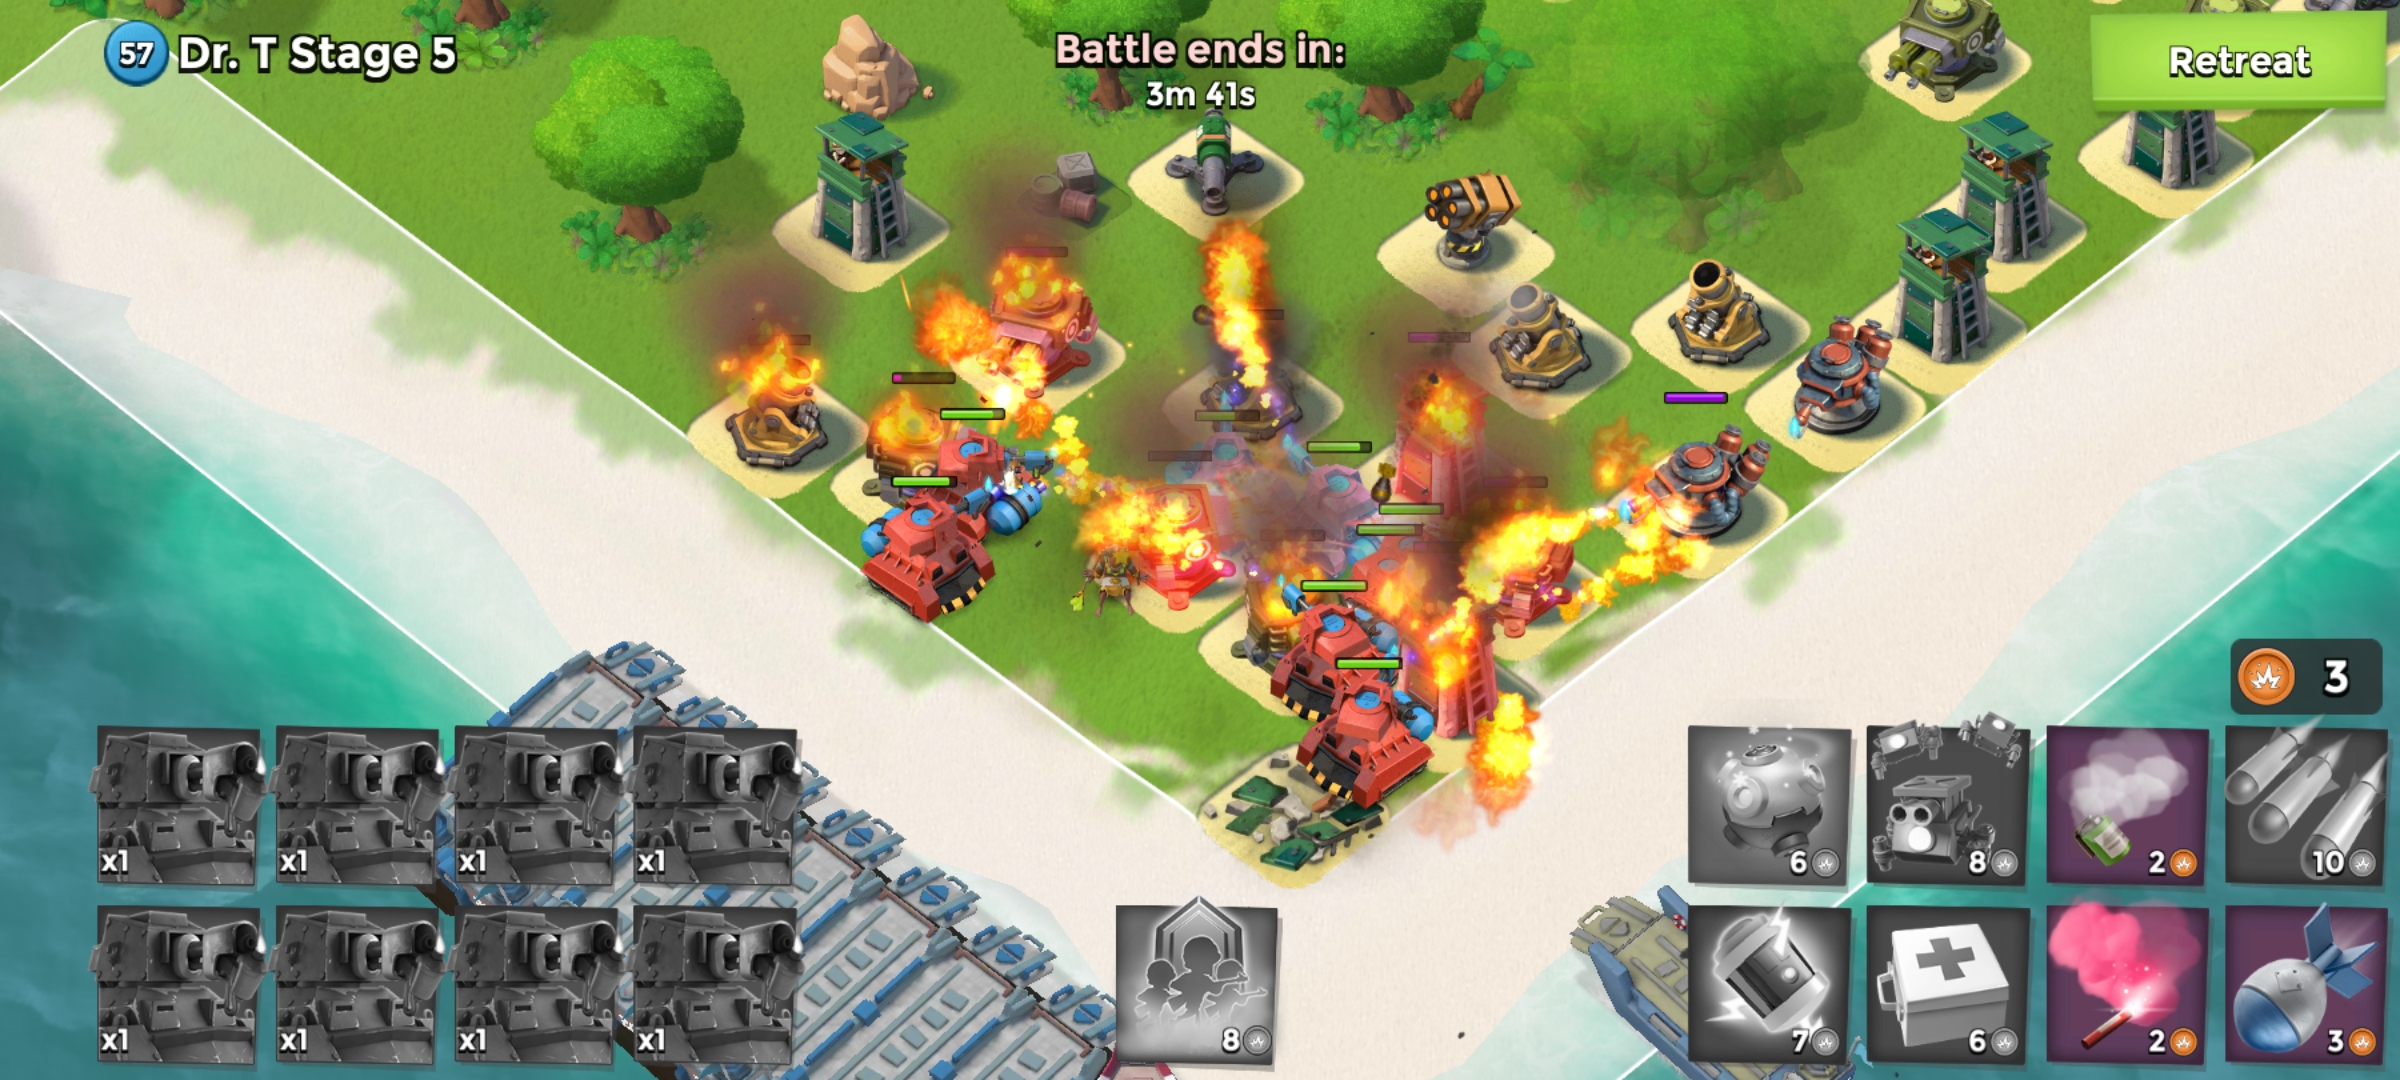 57 Dr. T Stage 5
Battle ends in:
3m 41s
Retreat
3
x1 x1 x1 x1
6 8 2 10
x1 x1 x1 x1
8
7 6 2 3